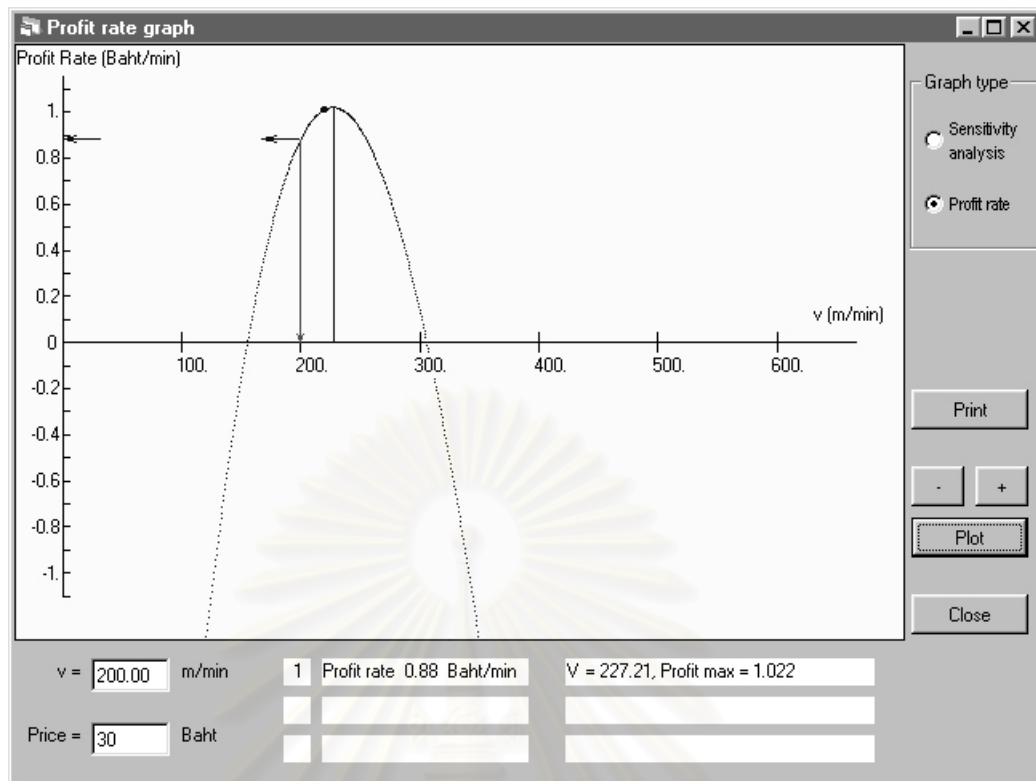 Profit rate graph
Profit Rate (Baht/min)
1.
0.8
0.6
0.4
0.2
0
-0.2
-0.4
-0.6
-0.8
-1.
100.
200.
300.
400.
500.
600.
v (m/min)
Graph type
Sensitivity
analysis
Profit rate
Print
-
+
Plot
Close
v = 200.00 m/min
1 Profit rate 0.88 Baht/min
V = 227.21, Profit max = 1.022
Price = 30 Baht